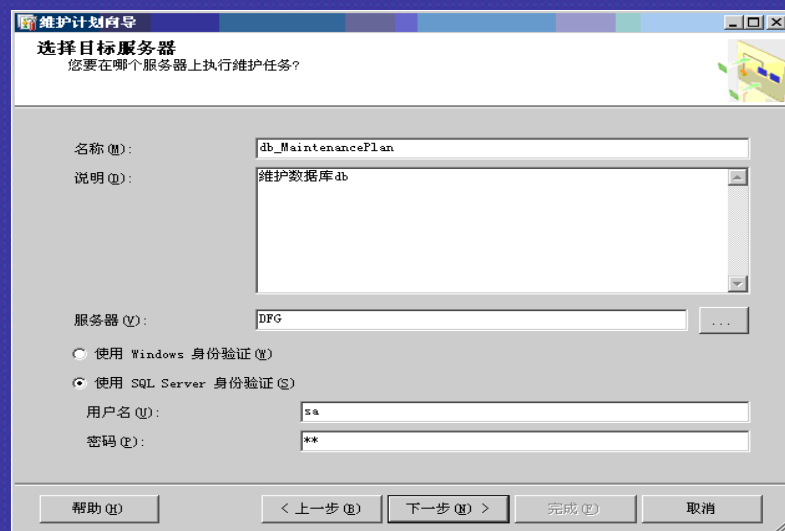 维护计划向导
选择目标服务器
您要在哪个服务器上执行维护任务?
名称(M): db_MaintenancePlan
说明(D): 维护数据库db
服务器(V): DFG ...
使用 Windows 身份验证(W)
使用 SQL Server 身份验证(S)
用户名(U): sa
密码(P): **
帮助(H) < 上一步(B) 下一步(N) > 完成(F) 取消